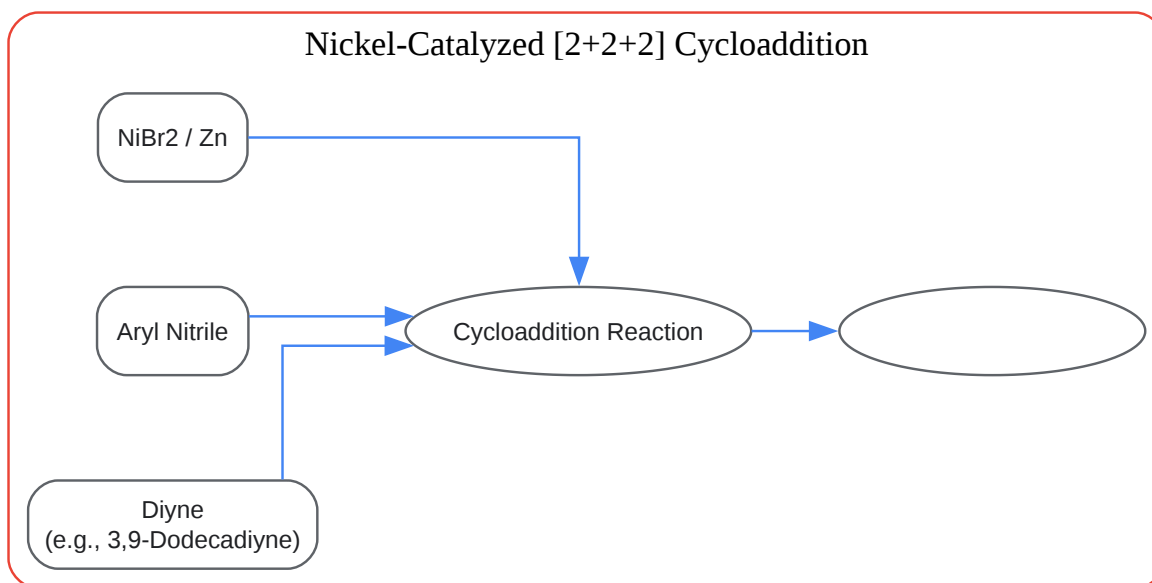 Nickel-Catalyzed [2+2+2] Cycloaddition
NiBr2 / Zn
Aryl Nitrile
Cycloaddition Reaction
Diyne
(e.g., 3,9-Dodecadiyne)